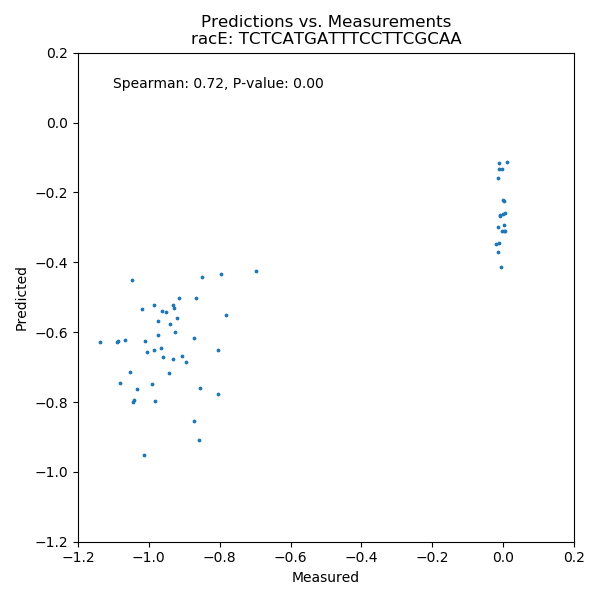 Predictions vs. Measurements
racE: TCTCATGATTTCCTTCGCAA
Spearman: 0.72, P-value: 0.00
0.2
0.0
−0.2
−0.4
−0.6
−0.8
−1.0
−1.2
Predicted
−1.2 −1.0 −0.8 −0.6 −0.4 −0.2 0.0 0.2
Measured